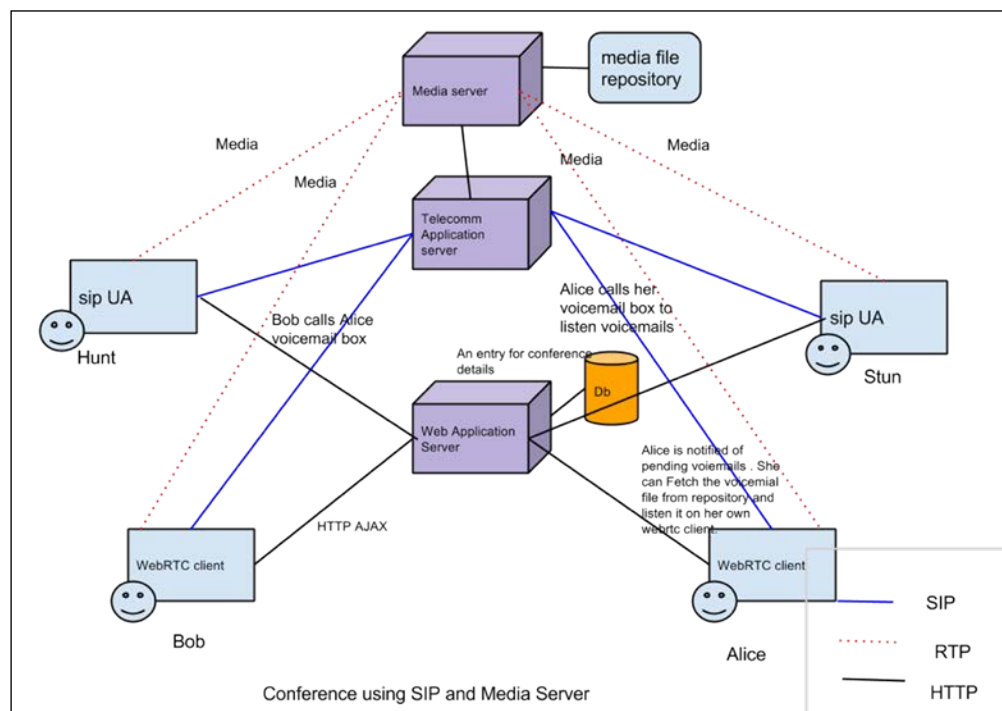 media file
repository
Media server
Media
Media
Media
Media
Telecomm
Application
server
sip UA
Hunt
Bob calls Alice
voicemail box
Alice calls her
voicemail box to
listen voicemails
sip UA
Stun
An entry for conference
details
Db
Web Application
Server
Alice is notified of
pending voiemails . She
can Fetch the voicemial
file from repository and
listen it on her own
webrtc client.
HTTP AJAX
WebRTC client
Bob
WebRTC client
Alice
SIP
RTP
HTTP
Conference using SIP and Media Server